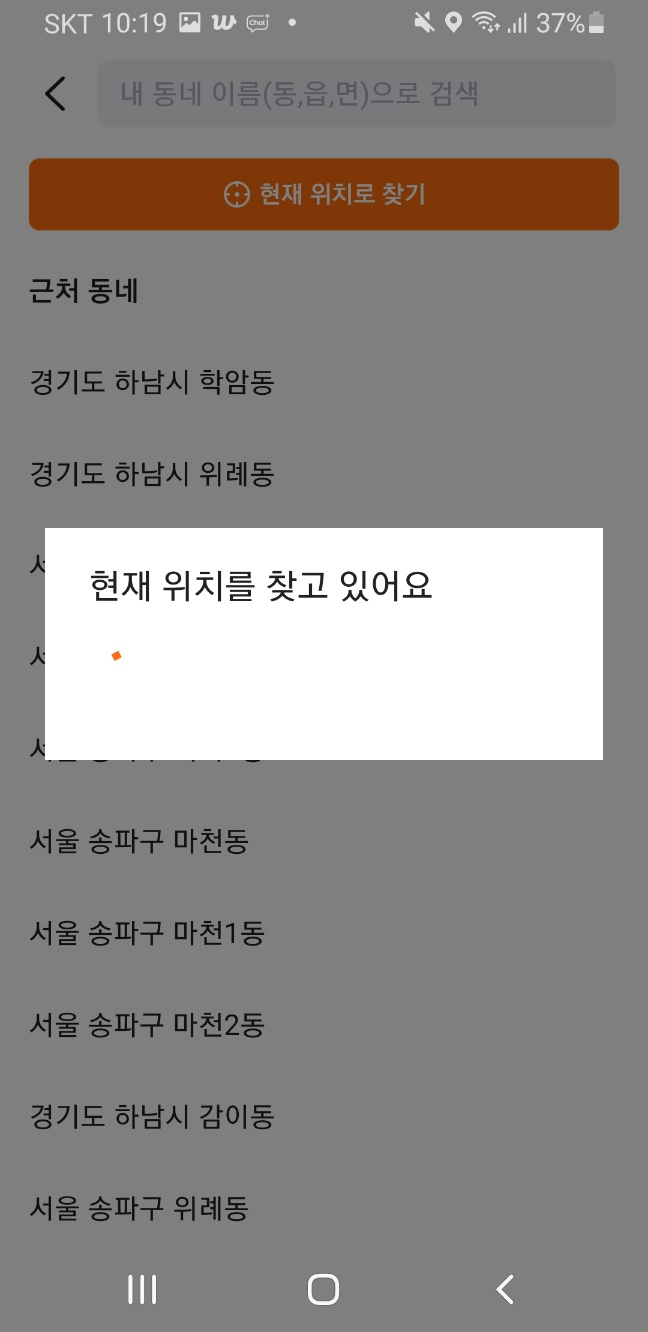 SKT 10:19 37%
내 동네 이름(동,읍,면)으로 검색
현재 위치로 찾기
근처 동네
경기도 하남시 학암동
경기도 하남시 위례동
현재 위치를 찾고 있어요
서울 송파구 마천동
서울 송파구 마천1동
서울 송파구 마천2동
경기도 하남시 감이동
서울 송파구 위례동